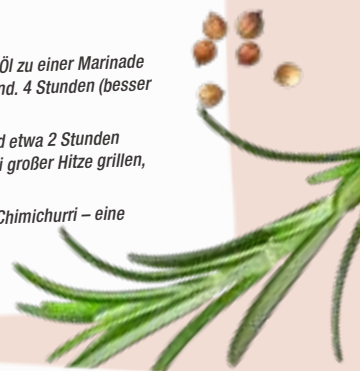 Öl zu einer Marinade
nd. 4 Stunden (besser
d etwa 2 Stunden
i großer Hitze grillen,
Chimichurri – eine